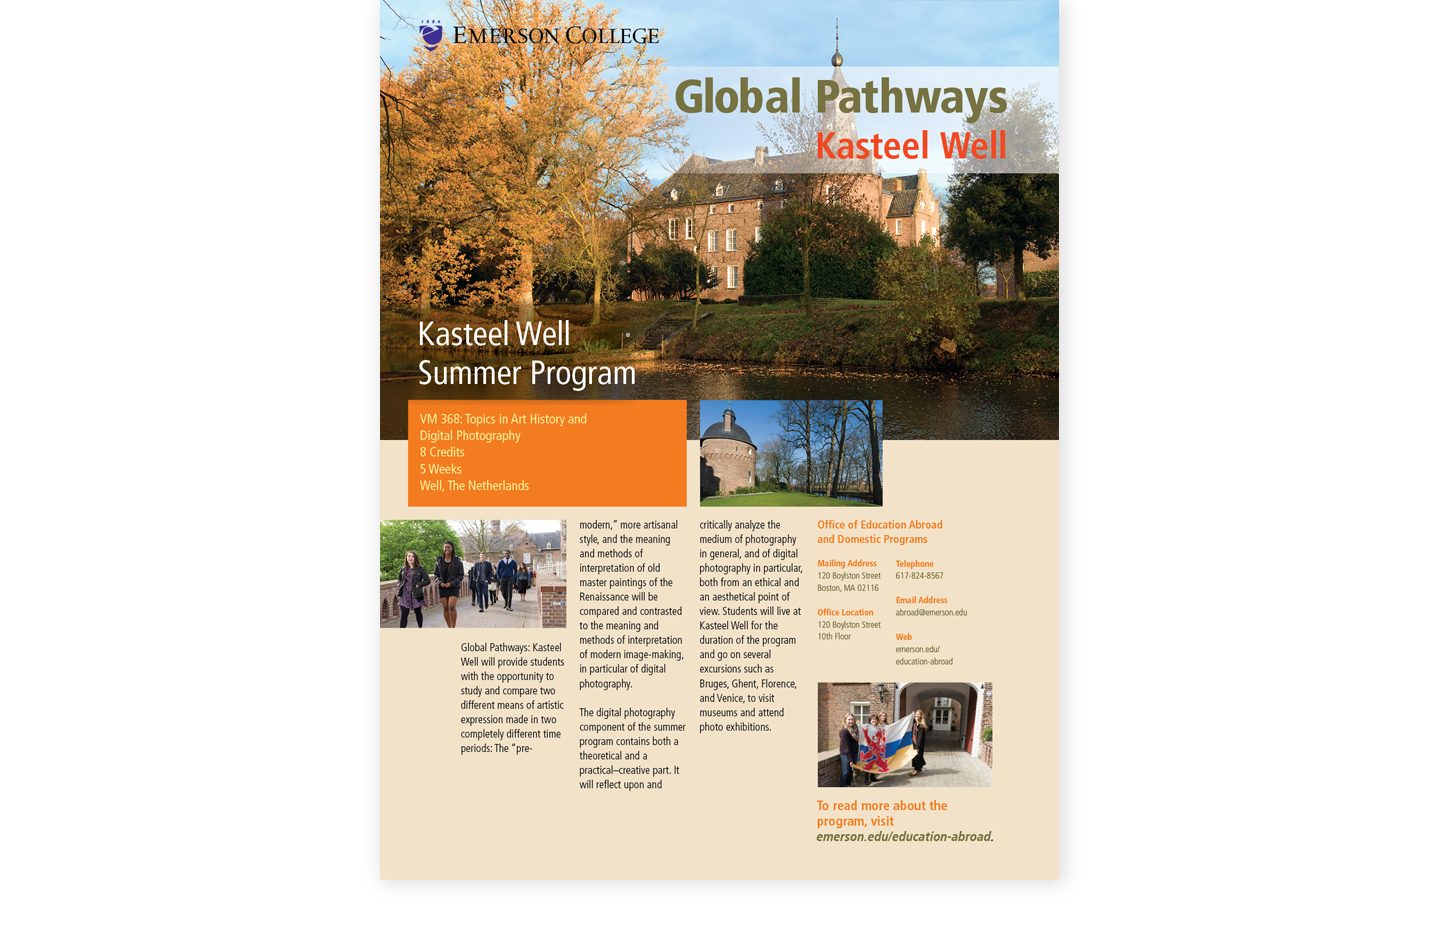 1880
EMERSON COLLEGE
Global Pathways
Kasteel Well
Kasteel Well
Summer Program
VM 368: Topics in Art History and
Digital Photography
8 Credits
5 Weeks
Well, The Netherlands
Global Pathways: Kasteel
Well will provide students
with the opportunity to
study and compare two
different means of artistic
expression made in two
completely different time
periods: The “pre-
modern,” more artisanal
style, and the meaning
and methods of
interpretation of old
master paintings of the
Renaissance will be
compared and contrasted
to the meaning and
methods of interpretation
of modern image-making,
in particular of digital
photography.
The digital photography
component of the summer
program contains both a
theoretical and a
practical–creative part. It
will reflect upon and
critically analyze the
medium of photography
in general, and of digital
photography in particular,
both from an ethical and
an aesthetical point of
view. Students will live at
Kasteel Well for the
duration of the program
and go on several
excursions such as
Bruges, Ghent, Florence,
and Venice, to visit
museums and attend
photo exhibitions.
Office of Education Abroad
and Domestic Programs
Mailing Address
120 Boylston Street
Boston, MA 02116
Office Location
120 Boylston Street
10th Floor
Telephone
617-824-8567
Email Address
abroad@emerson.edu
Web
emerson.edu/
education-abroad
To read more about the
program, visit
emerson.edu/education-abroad.